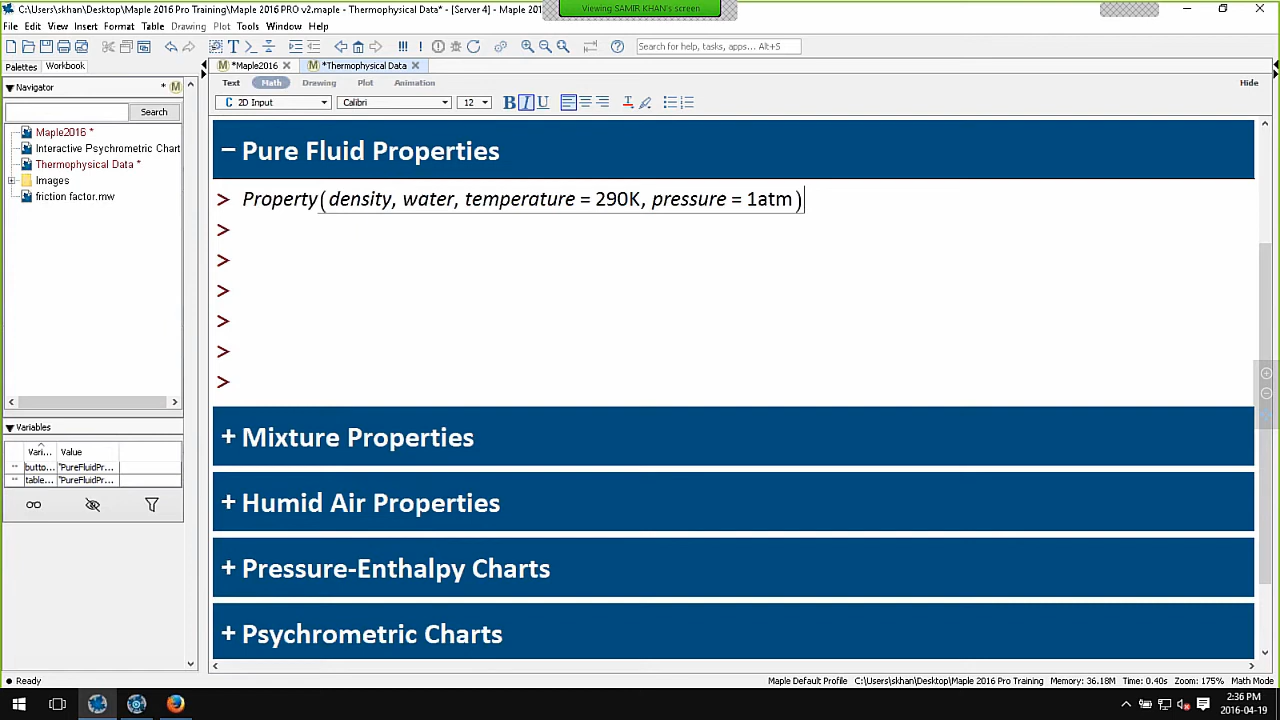 C:\Users\skhan\Desktop\Maple 2016 Pro Training\Maple 2016 PRO v2.maple - Thermophysical Data* - [Server 4] - Maple 2016
Viewing SAMIR KHAN's screen
File Edit View Insert Format Table Drawing Plot Tools Window Help
Search for help, tasks, apps... Alt+S
Palettes Workbook
*Maple2016
*Thermophysical Data
Navigator
Text Math Drawing Plot Animation Hide
Search
2D Input Calibri 12 B I U
Maple2016 *
Interactive Psychrometric Chart
Thermophysical Data *
Images
friction factor.mw
− Pure Fluid Properties
> Property(density, water, temperature = 290K, pressure = 1atm)
>
>
>
>
>
>
+ Mixture Properties
+ Humid Air Properties
+ Pressure-Enthalpy Charts
+ Psychrometric Charts
Variables
Vari... Value
butto... "PureFluidPr...
table... "PureFluidPr...
Ready
Maple Default Profile C:\Users\skhan\Desktop\Maple 2016 Pro Training Memory: 36.18M Time: 0.40s Zoom: 175% Math Mode
2:36 PM
2016-04-19